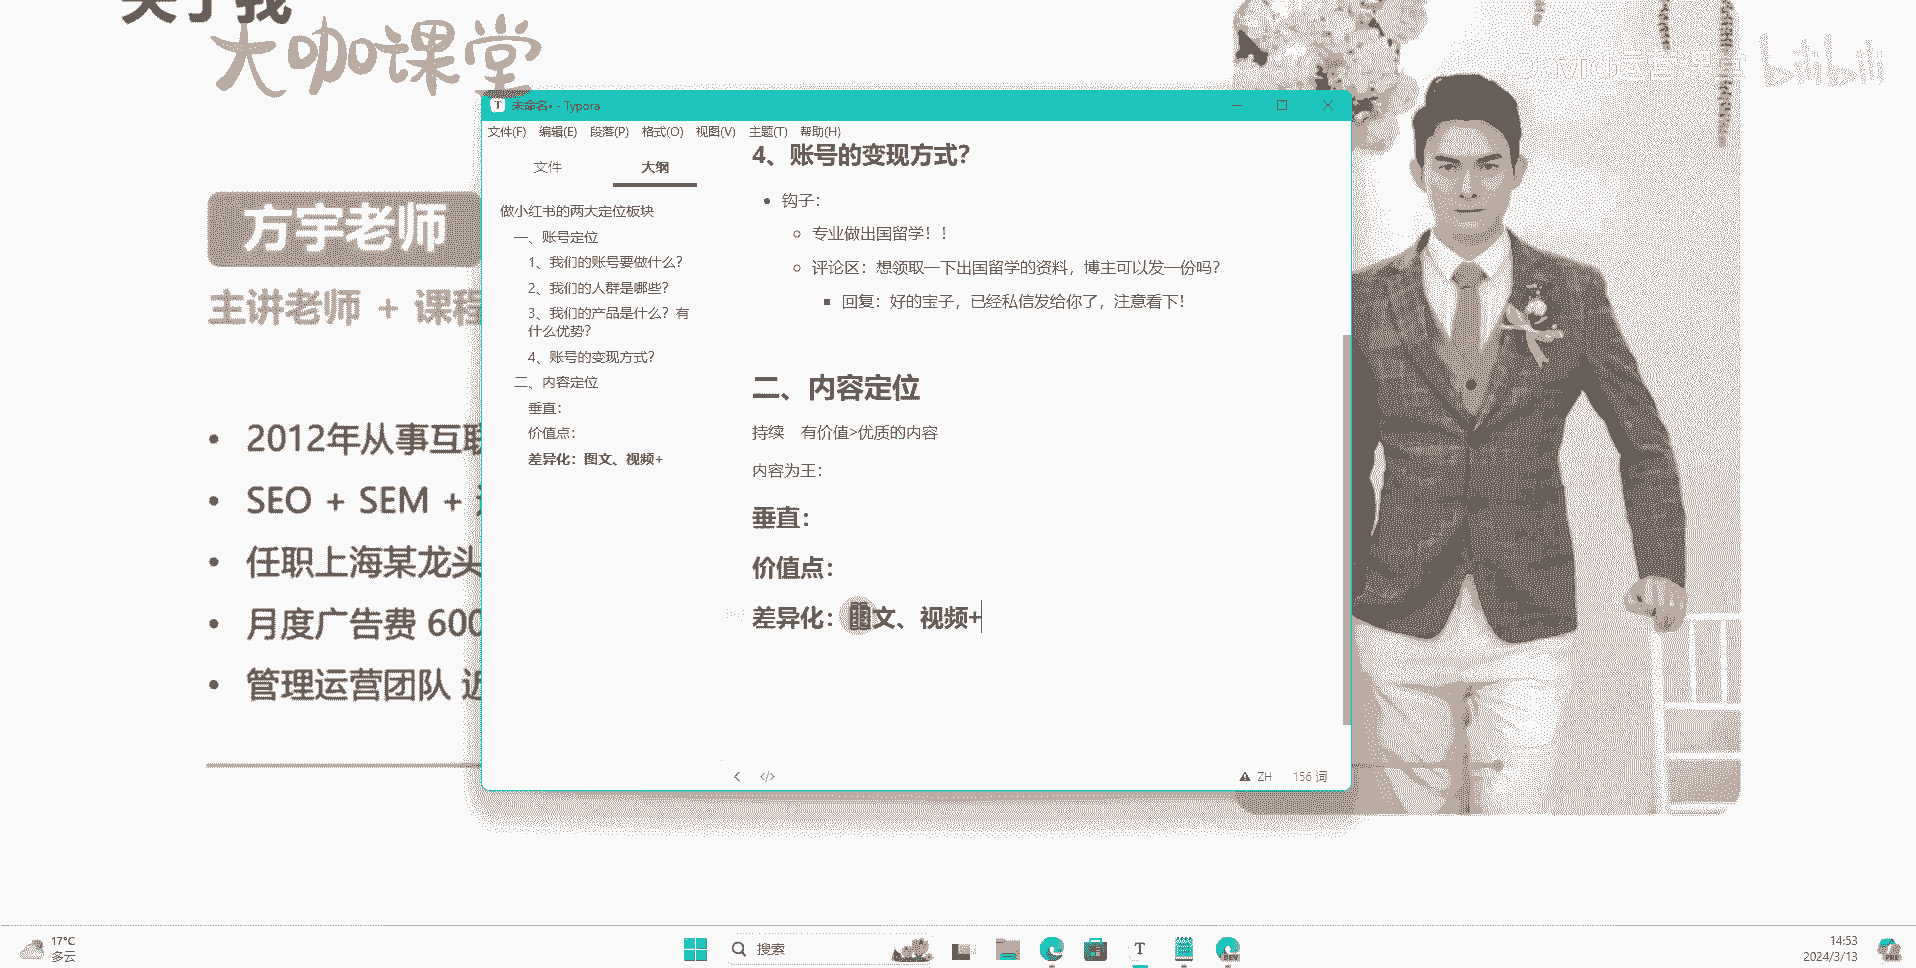 大咖课堂
David运营课堂 bilibili
方宇老师
主讲老师 + 课程
• 2012年从事互联
• SEO + SEM +
• 任职上海某龙头
• 月度广告费 600
• 管理运营团队 近
未命名• - Typora
文件(F) 编辑(E) 段落(P) 格式(O) 视图(V) 主题(T) 帮助(H)
文件 大纲
做小红书的两大定位板块
一、账号定位
1、我们的账号要做什么？
2、我们的人群是哪些？
3、我们的产品是什么？有
什么优势？
4、账号的变现方式？
二、内容定位
垂直：
价值点：
差异化：图文、视频+
4、账号的变现方式？
钩子：
专业做出国留学！！
评论区：想领取一下出国留学的资料，博主可以发一份吗？
回复：好的宝子，已经私信发给你了，注意看下！
二、内容定位
持续 有价值>优质的内容
内容为王：
垂直：
价值点：
差异化：图文、视频+
ZH 156 词
17°C
多云
搜索
14:53
2024/3/13